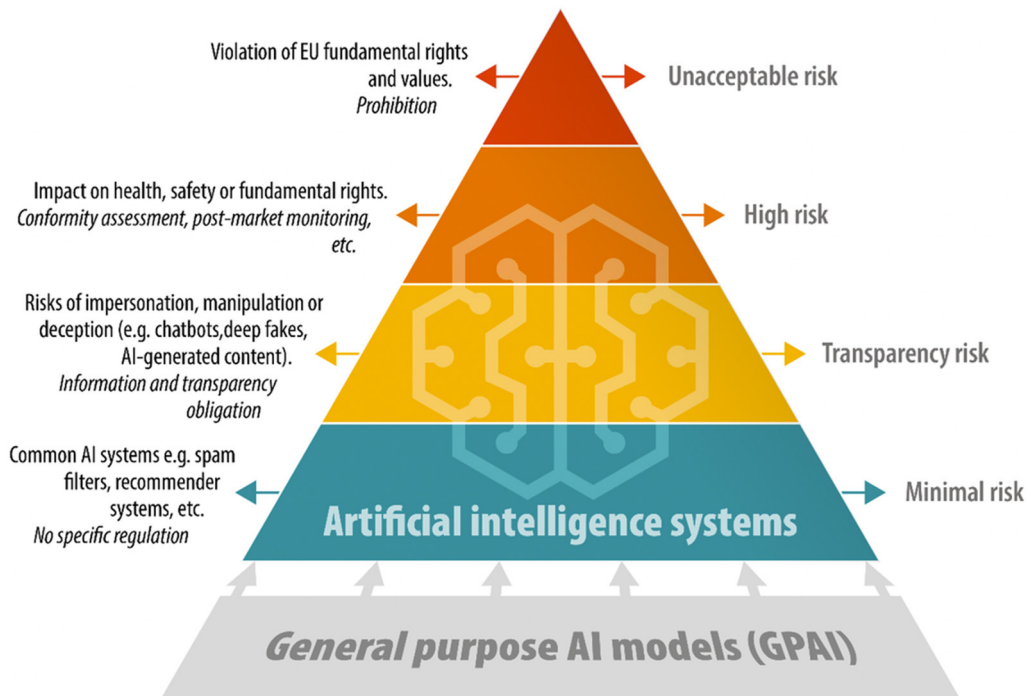 Violation of EU fundamental rights
and values.
Prohibition
Unacceptable risk
Impact on health, safety or fundamental rights.
Conformity assessment, post-market monitoring,
etc.
High risk
Risks of impersonation, manipulation or
deception (e.g. chatbots,deep fakes,
AI-generated content).
Information and transparency
obligation
Transparency risk
Common AI systems e.g. spam
filters, recommender
systems, etc.
No specific regulation
Minimal risk
Artificial intelligence systems
General purpose AI models (GPAI)